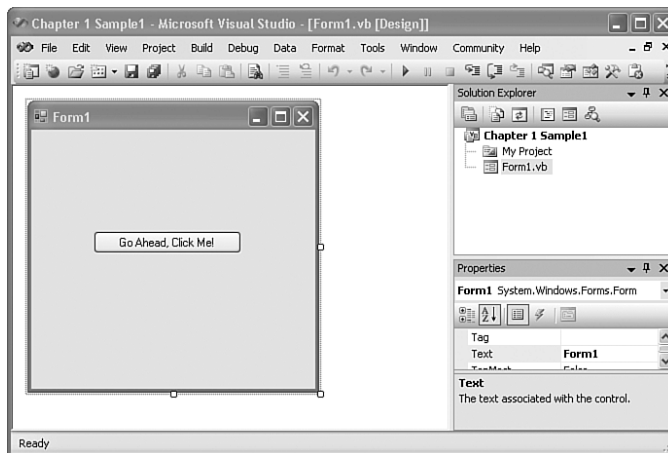 Chapter 1 Sample1 - Microsoft Visual Studio - [Form1.vb [Design]]
File Edit View Project Build Debug Data Format Tools Window Community Help
Form1
Go Ahead, Click Me!
Solution Explorer
Chapter 1 Sample1
My Project
Form1.vb
Properties
Form1 System.Windows.Forms.Form
Tag
Text Form1
TopMost False
Text
The text associated with the control.
Ready